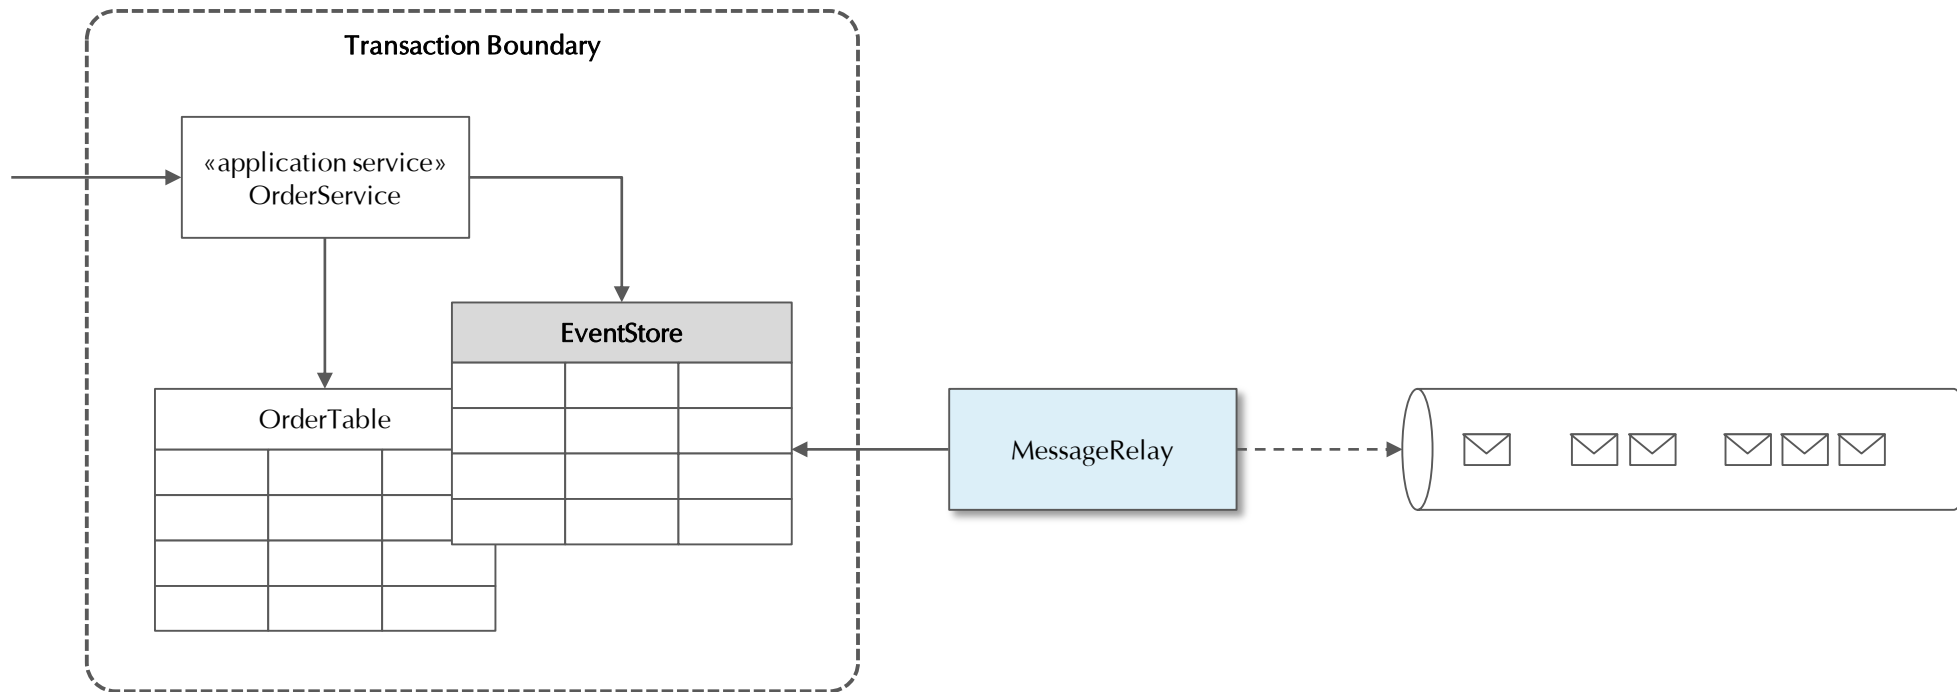 Transaction Boundary
«application service»
OrderService
EventStore
OrderTable
MessageRelay